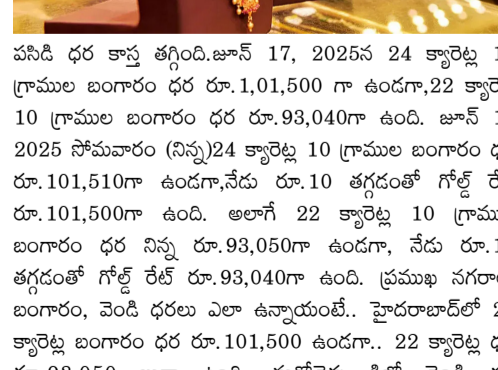 పసిడి ధర కాస్త తగ్గింది.జూన్ 17, 2025న 24 క్యారెట్ల
గ్రాముల బంగారం ధర రూ.1,01,500 గా ఉండగా,22
10 గ్రాముల బంగారం ధర రూ.93,040గా ఉంది. జూన్
2025 సోమవారం (నిన్న)24 క్యారెట్ల 10 గ్రాముల బంగారం
రూ.101,510గా ఉండగా,నేడు రూ.10 తగ్గడంతో గోల్డ్
రూ.101,500గా ఉంది. అలాగే 22 క్యారెట్ల 10
బంగారం ధర నిన్న రూ.93,050గా ఉండగా, నేడు
తగ్గడంతో గోల్డ్ రేట్ రూ.93,040గా ఉంది. ప్రముఖ
బంగారం, వెండి ధరలు ఎలా ఉన్నాయంటే.. హైదరాబాద్‌లో
క్యారెట్ల బంగారం ధర రూ.101,500 ఉండగా.. 22 క్యారెట్ల